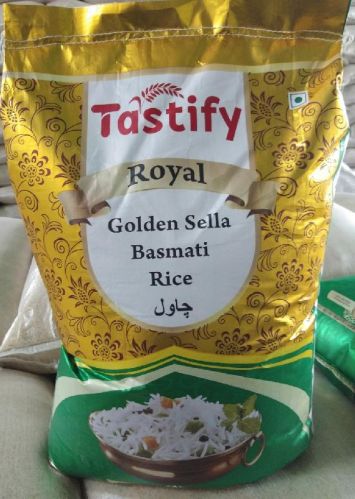 Tastify
Royal
Golden Sella
Basmati
Rice
چاول